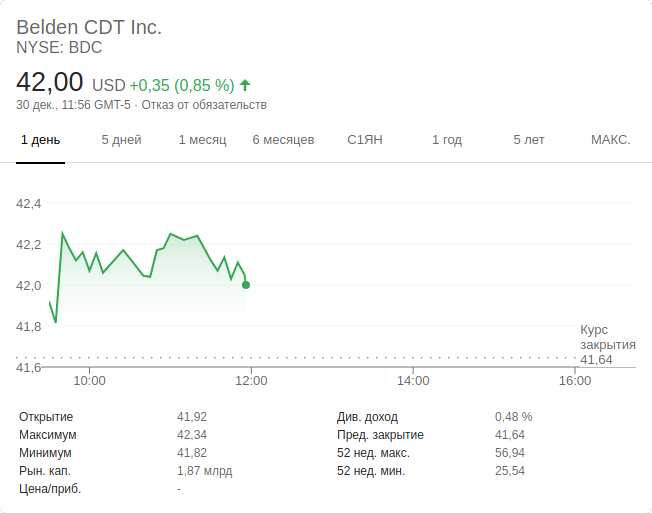 Belden CDT Inc.
NYSE: BDC
42,00 USD +0,35 (0,85 %)
30 дек., 11:56 GMT-5 · Отказ от обязательств
1 день 5 дней 1 месяц 6 месяцев С1ЯН 1 год 5 лет МАКС.
42,4
42,2
42,0
41,8
41,6
Курс
закрытия
41,64
10:00 12:00 14:00 16:00
Открытие 41,92 Див. доход 0,48 %
Максимум 42,34 Пред. закрытие 41,64
Минимум 41,82 52 нед. макс. 56,94
Рын. кап. 1,87 млрд 52 нед. мин. 25,54
Цена/приб. -